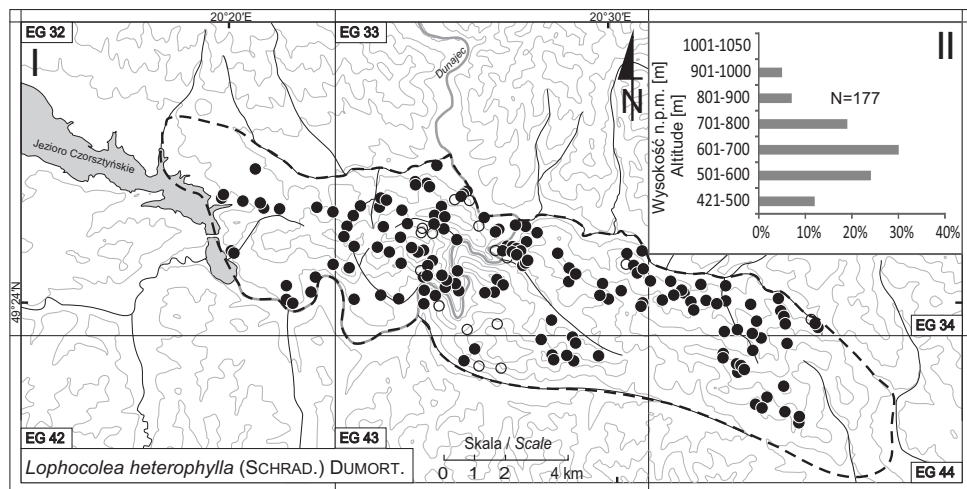 20°20'E
20°30'E
EG 32
EG 33
I
II
Dunajec
N
Jezioro Czorsztyńskie
49°24'N
Wysokość n.p.m. [m]
Altitude [m]
1001-1050
901-1000
801-900
701-800
601-700
501-600
421-500
N=177
0%
10%
20%
30%
40%
EG 34
EG 42
EG 43
EG 44
Skala / Scale
0 1 2 4 km
Lophocolea heterophylla (SCHRAD.) DUMORT.